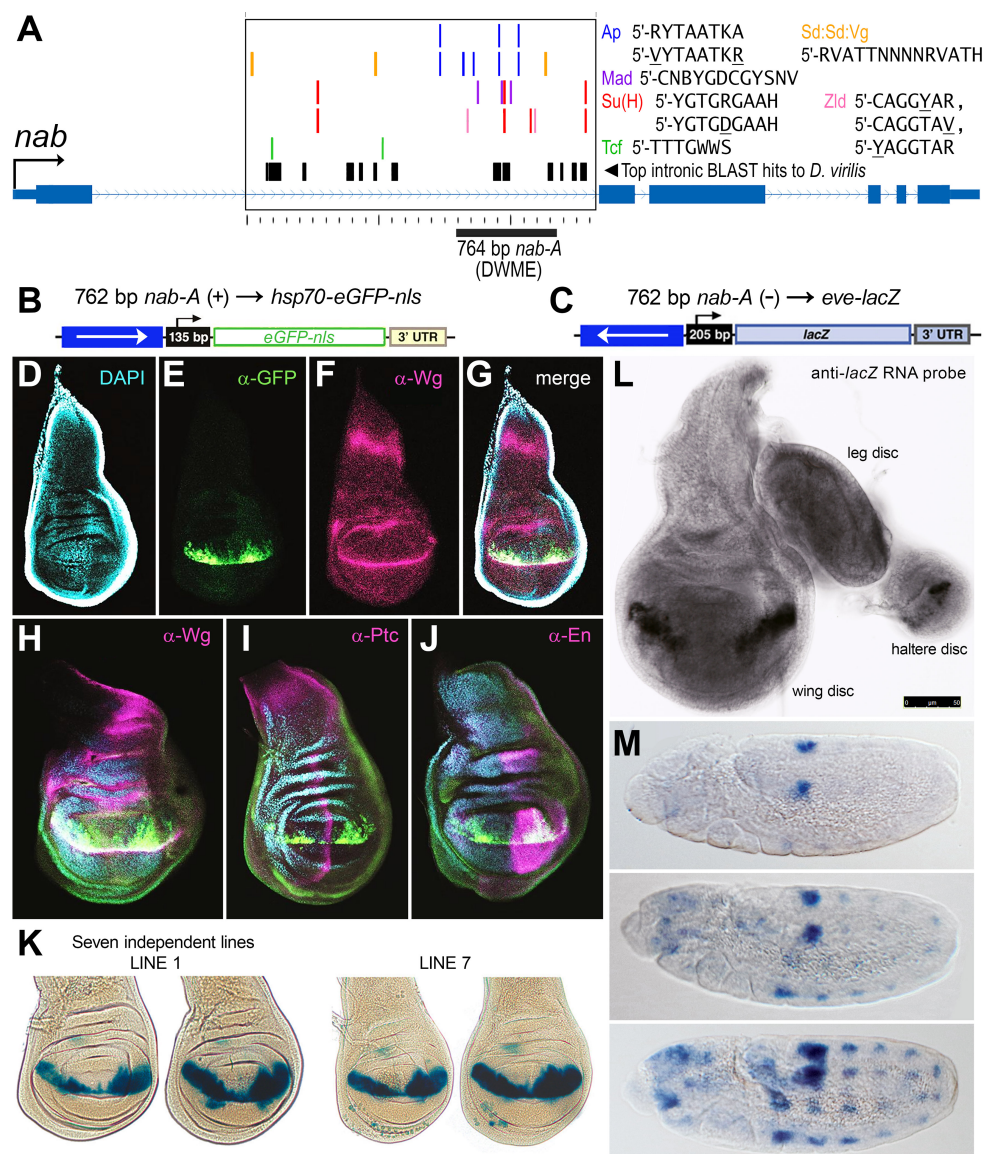 A
nab
Ap 5'-RYTAATKA
5'-VYTAATKR
Sd:Sd:Vg
5'-RVATTNNNNRVATH
Mad 5'-CNBYGDCGYSNV
Su(H) 5'-YGTGRGAAH
5'-YGTGDGAAH
Zld 5'-CAGGYAR,
5'-CAGGTAV,
5'-YAGGTAR
Tcf 5'-TTTGWWS
◄Top intronic BLAST hits to D. virilis
764 bp nab-A
(DWME)
B 762 bp nab-A (+) → hsp70-eGFP-nls
135 bp eGFP-nls 3' UTR
C 762 bp nab-A (–) → eve-lacZ
205 bp lacZ 3' UTR
D DAPI
E α-GFP
F α-Wg
G merge
H α-Wg
I α-Ptc
J α-En
K Seven independent lines
LINE 1
LINE 7
L anti-lacZ RNA probe
leg disc
haltere disc
wing disc
0 µm 50
M